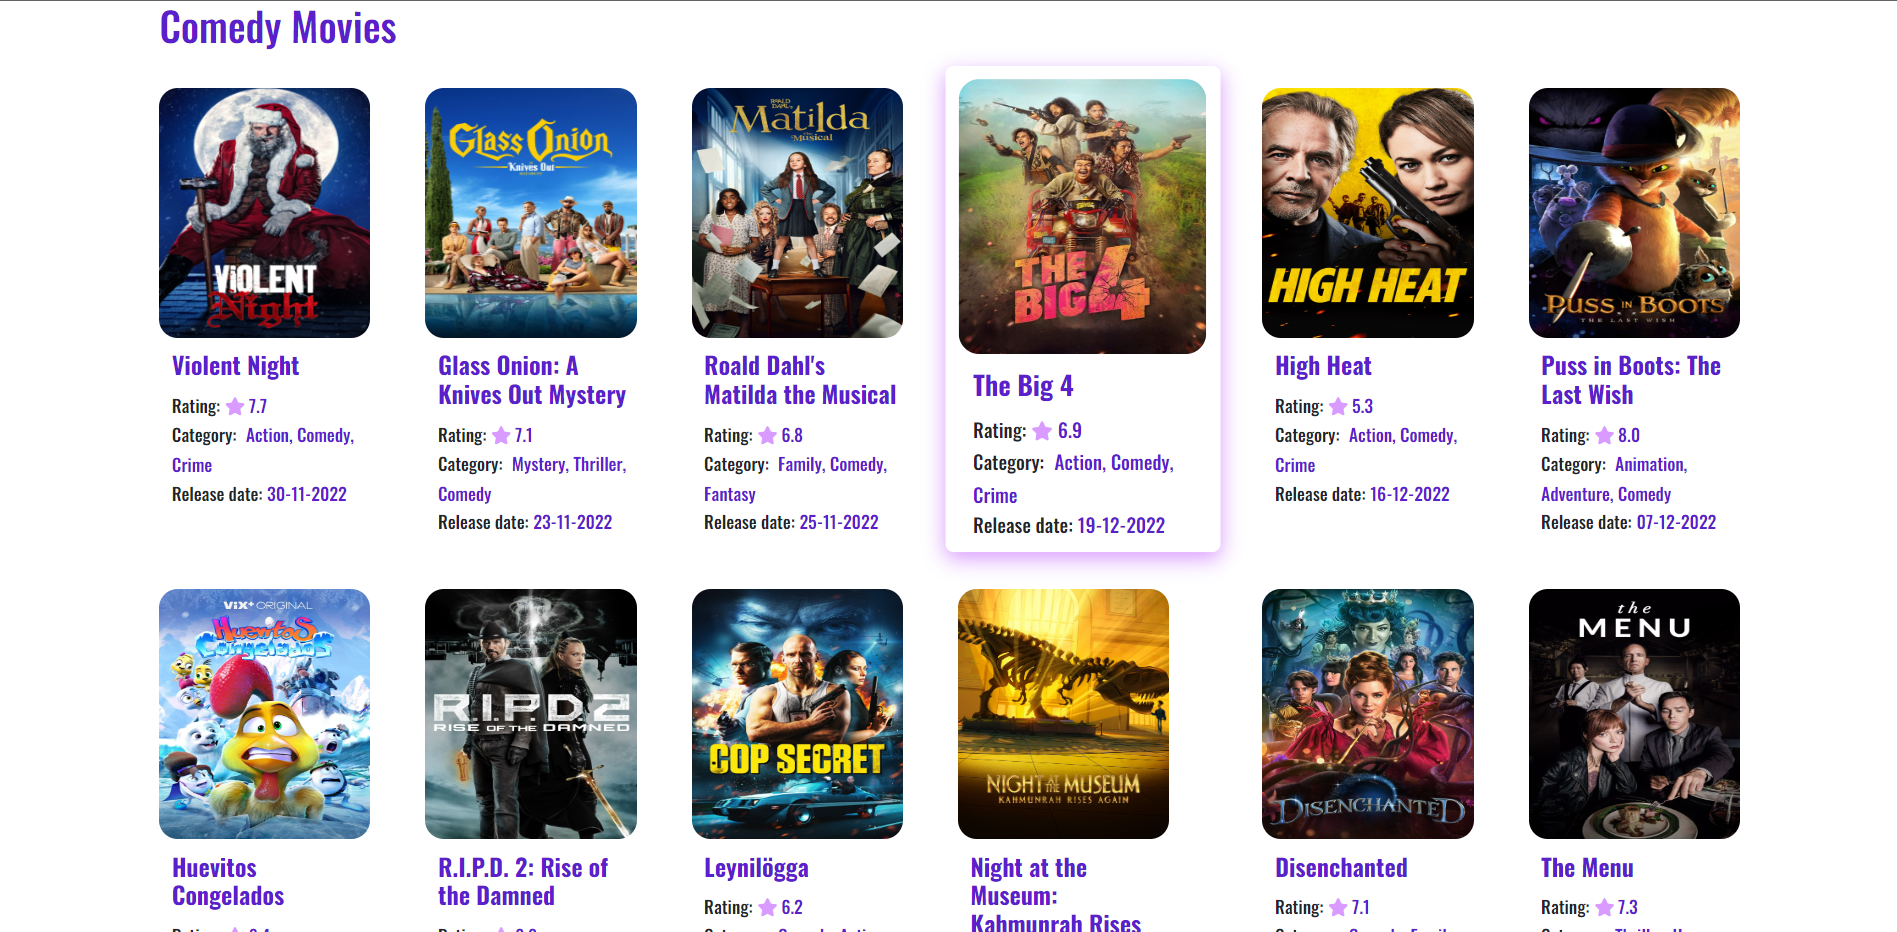 Comedy Movies
ViOLENT
Night
Glass Onion
Knives Out
ROALD
DAHL'S
Matilda
Musical
THE
BIG 4
HIGH HEAT
PUSS IN BOOTS
THE LAST WISH
Violent Night
Rating: 7.7
Category: Action, Comedy,
Crime
Release date: 30-11-2022
Glass Onion: A
Knives Out Mystery
Rating: 7.1
Category: Mystery, Thriller,
Comedy
Release date: 23-11-2022
Roald Dahl's
Matilda the Musical
Rating: 6.8
Category: Family, Comedy,
Fantasy
Release date: 25-11-2022
The Big 4
Rating: 6.9
Category: Action, Comedy,
Crime
Release date: 19-12-2022
High Heat
Rating: 5.3
Category: Action, Comedy,
Crime
Release date: 16-12-2022
Puss in Boots: The
Last Wish
Rating: 8.0
Category: Animation,
Adventure, Comedy
Release date: 07-12-2022
ViX+ ORIGINAL
Huevitos
Congelados
R.I.P.D.2
RISE OF THE DAMNED
COP SECRET
NIGHT AT THE MUSEUM
KAHMUNRAH RISES AGAIN
DISENCHANTED
the
MENU
Huevitos
Congelados
R.I.P.D. 2: Rise of
the Damned
Leynilögga
Rating: 6.2
Night at the
Museum:
Kahmunrah Rises
Disenchanted
Rating: 7.1
The Menu
Rating: 7.3